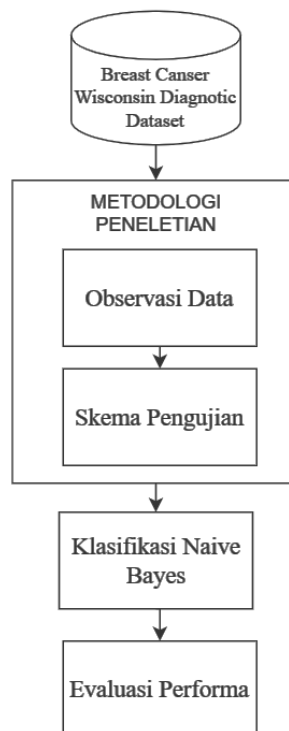 Breast Canser
Wisconsin Diagnotic
Dataset
METODOLOGI
PENELETIAN
Observasi Data
Skema Pengujian
Klasifikasi Naive
Bayes
Evaluasi Performa